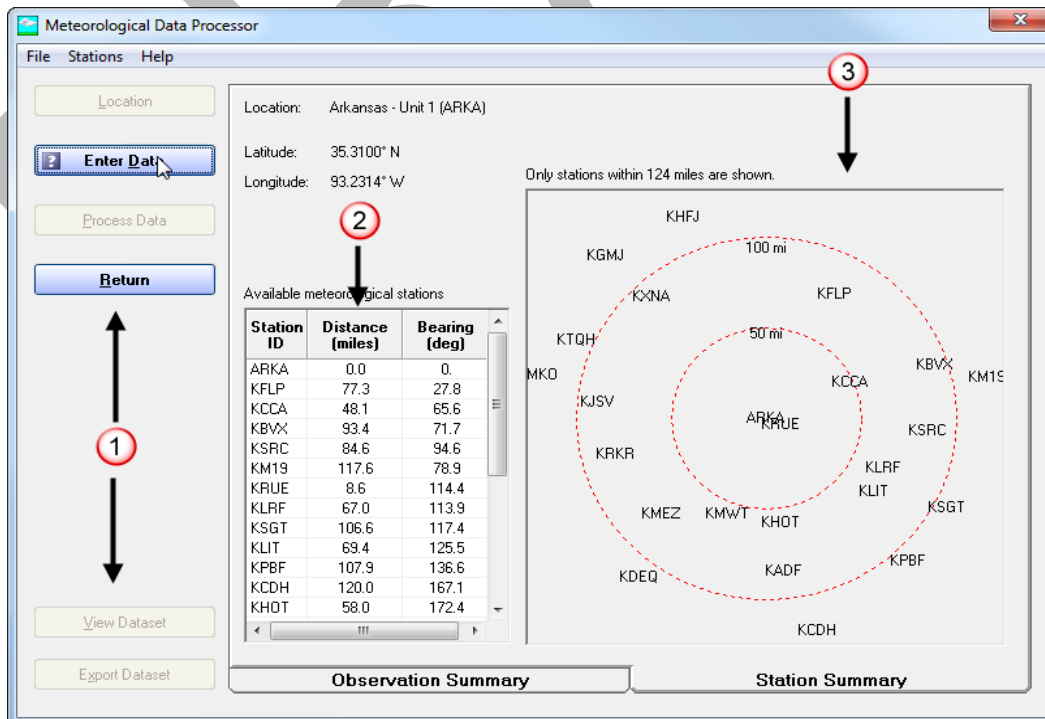 Meteorological Data Processor
File Stations Help
Location
Enter Data
Process Data
Return
1
View Dataset
Export Dataset
Location: Arkansas - Unit 1 (ARKA)
Latitude: 35.3100° N
Longitude: 93.2314° W
2
Available meteorological stations
Station ID Distance (miles) Bearing (deg)
ARKA 0.0 0.
KFLP 77.3 27.8
KCCA 48.1 65.6
KBVX 93.4 71.7
KSRC 84.6 94.6
KM19 117.6 78.9
KRUE 8.6 114.4
KLRF 67.0 113.9
KSGT 106.6 117.4
KLIT 69.4 125.5
KPBF 107.9 136.6
KCDH 120.0 167.1
KHOT 58.0 172.4
3
Only stations within 124 miles are shown.
KHFJ
100 mi
KGMJ
KXNA
KFLP
50 mi
KTQH
KBVX
MKO
KCCA
KM19
KJSV
ARKA
KRUE
KSRC
KRKR
KLRF
KLIT
KSGT
KMEZ
KMWT
KHOT
KPBF
KDEQ
KADF
KCDH
Observation Summary
Station Summary